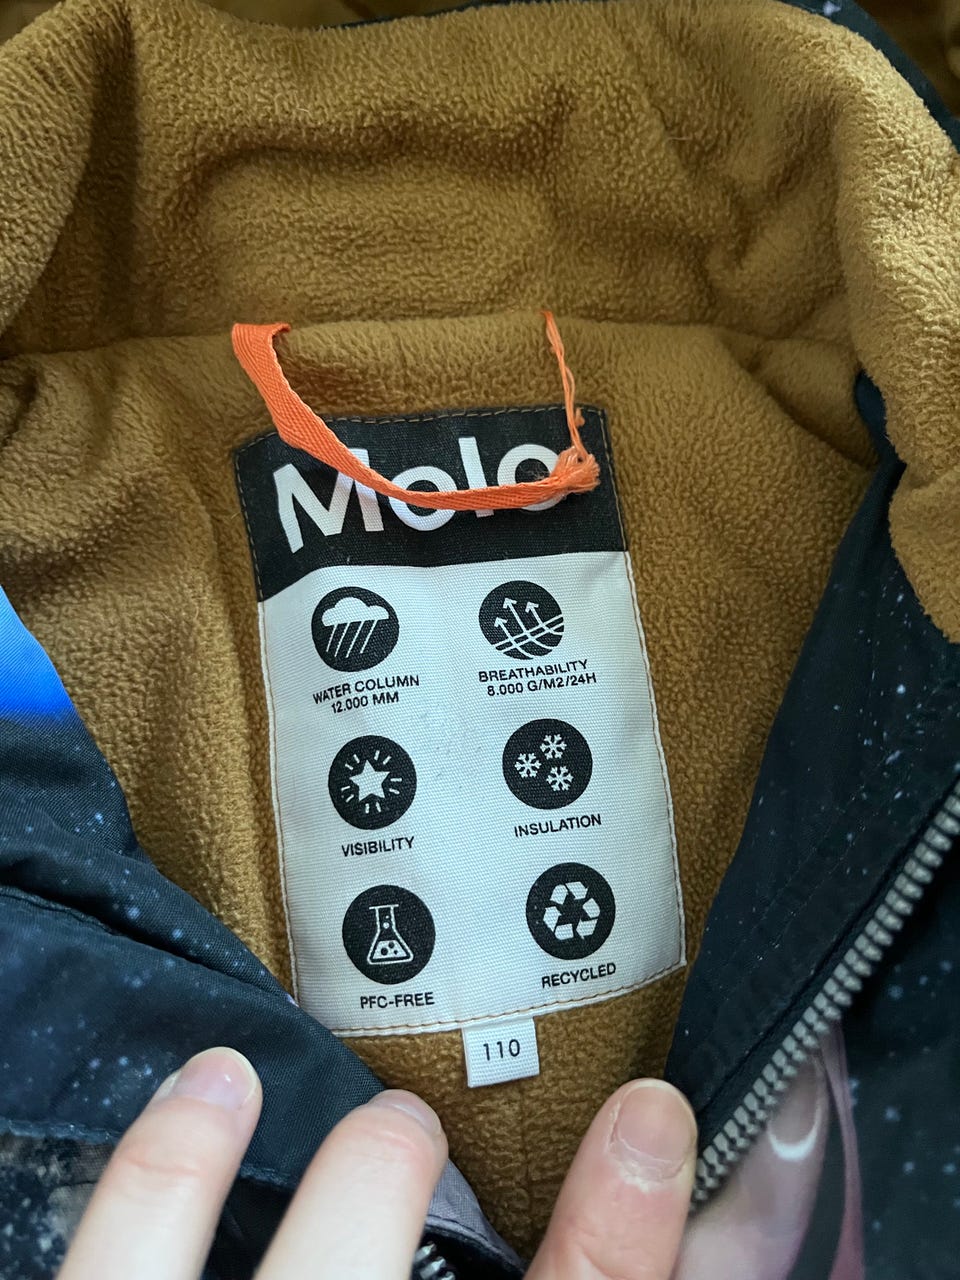 Molo
WATER COLUMN
12.000 MM
BREATHABILITY
8.000 G/M2/24H
VISIBILITY
INSULATION
PFC-FREE
RECYCLED
110